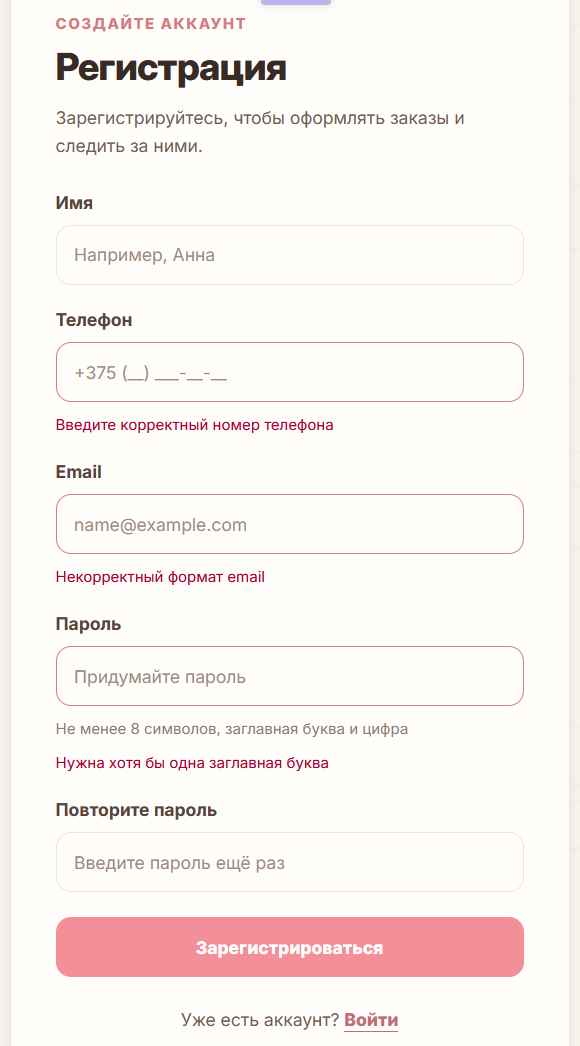 СОЗДАЙТЕ АККАУНТ
Регистрация
Зарегистрируйтесь, чтобы оформлять заказы и
следить за ними.
Имя
Например, Анна
Телефон
+375 (__) ___-__-__
Введите корректный номер телефона
Email
name@example.com
Некорректный формат email
Пароль
Придумайте пароль
Не менее 8 символов, заглавная буква и цифра
Нужна хотя бы одна заглавная буква
Повторите пароль
Введите пароль ещё раз
Зарегистрироваться
Уже есть аккаунт? Войти